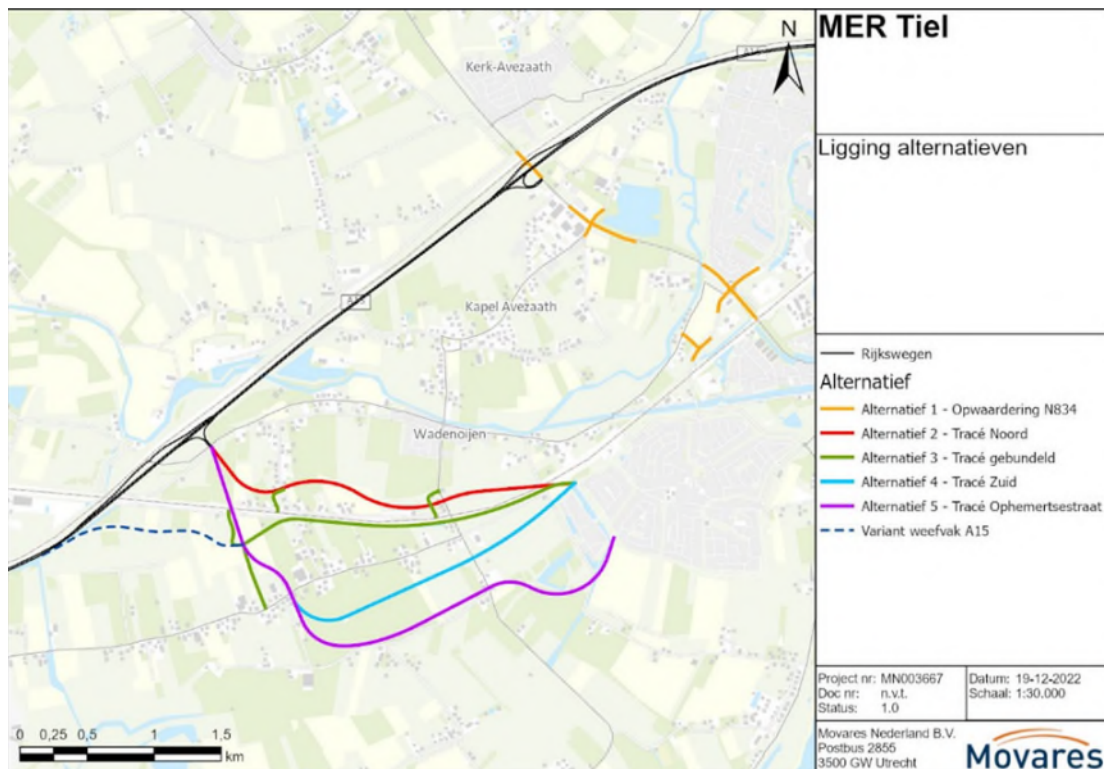 MER Tiel
Ligging alternatieven
N
Kerk-Avezaath
Kapel Avezaath
Wadenoijen
Rijkswegen
Alternatief
Alternatief 1 - Opwaardering N834
Alternatief 2 - Tracé Noord
Alternatief 3 - Tracé gebundeld
Alternatief 4 - Tracé Zuid
Alternatief 5 - Tracé Ophemertsestraat
Variant weefvak A15
0 0,25 0,5 1 1,5
km
Project nr: MN003667
Doc nr: n.v.t.
Status: 1.0
Datum: 19-12-2022
Schaal: 1:30.000
Movares Nederland B.V.
Postbus 2855
3500 GW Utrecht
Movares